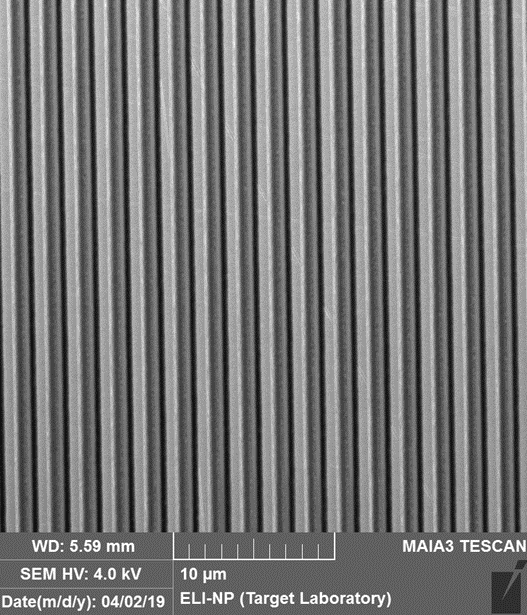 WD: 5.59 mm
MAIA3 TESCAN
SEM HV: 4.0 kV
10 µm
Date(m/d/y): 04/02/19
ELI-NP (Target Laboratory)